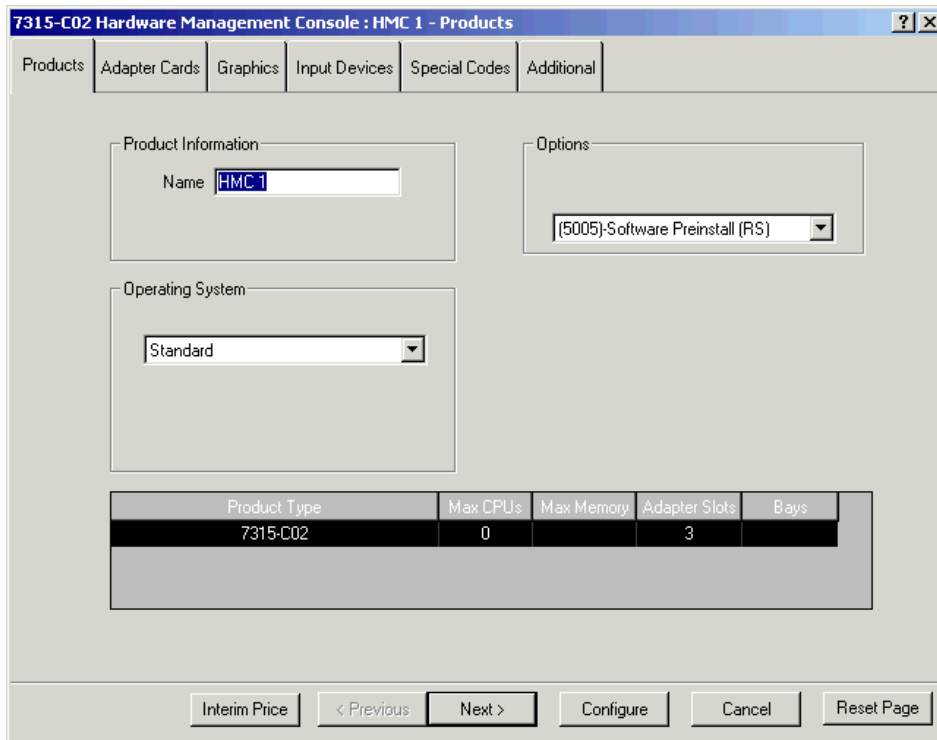 7315-C02 Hardware Management Console : HMC 1 - Products
Products Adapter Cards Graphics Input Devices Special Codes Additional
Product Information
Name HMC 1
Options
(5005)-Software Preinstall (RS)
Operating System
Standard
Product Type Max CPUs Max Memory Adapter Slots Bays
7315-C02 0 3
Interim Price < Previous Next > Configure Cancel Reset Page